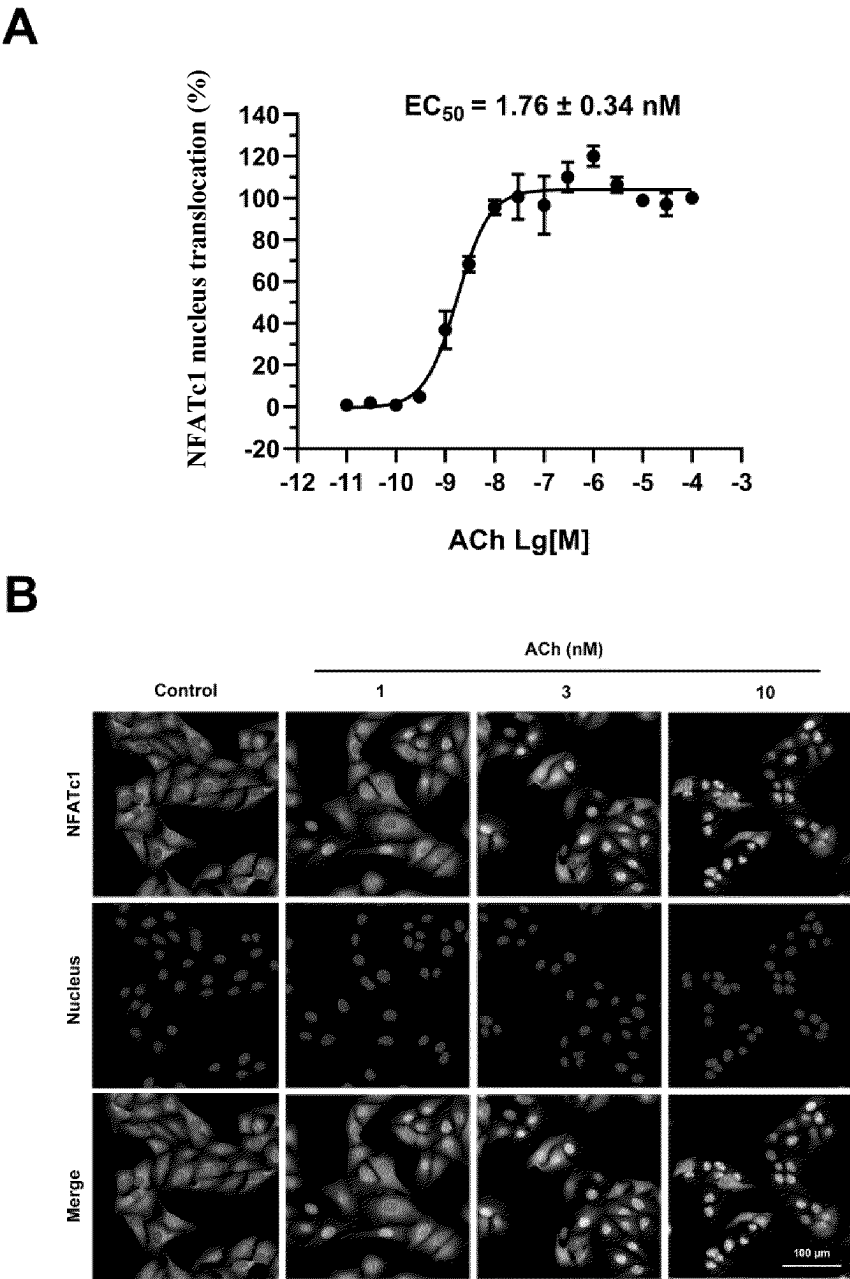 A
EC50 = 1.76 ± 0.34 nM
NFATc1 nucleus translocation (%)
140
120
100
80
60
40
20
0
-20
-12 -11 -10 -9 -8 -7 -6 -5 -4 -3
ACh Lg[M]
B
ACh (nM)
Control 1 3 10
NFATc1
Nucleus
Merge
100 µm